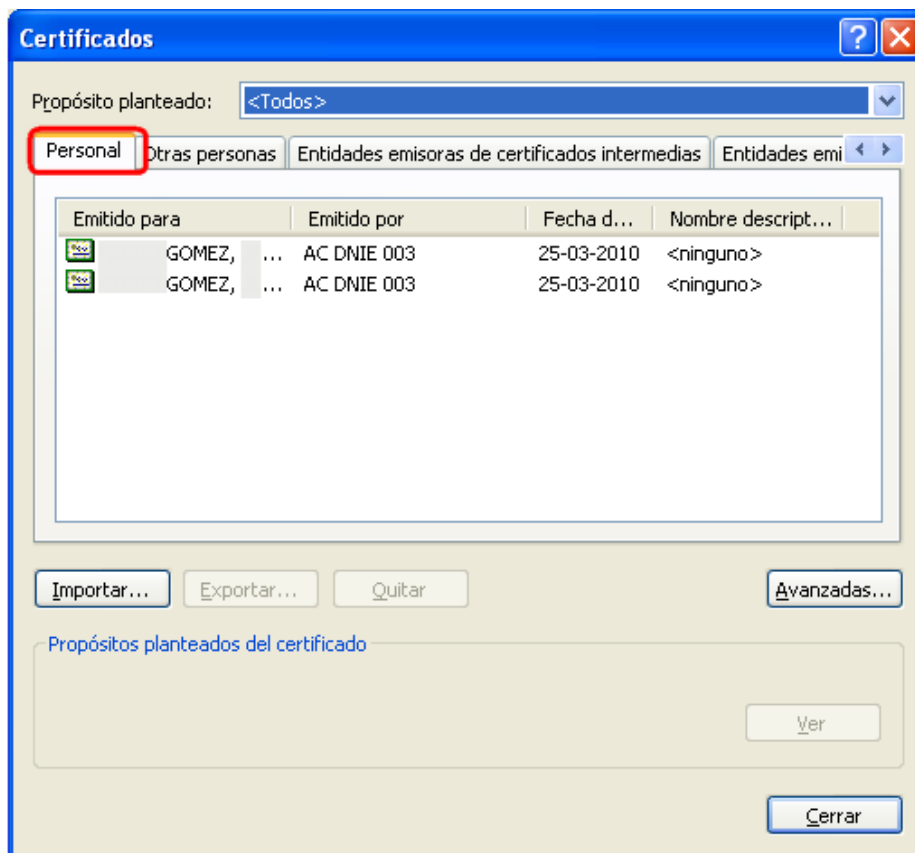 Certificados
Propósito planteado: <Todos>
Personal Otras personas Entidades emisoras de certificados intermedias Entidades emi
Emitido para Emitido por Fecha d... Nombre descript...
GOMEZ, ... AC DNIE 003 25-03-2010 <ninguno>
GOMEZ, ... AC DNIE 003 25-03-2010 <ninguno>
Importar... Exportar... Quitar Avanzadas...
Propósitos planteados del certificado
Ver
Cerrar